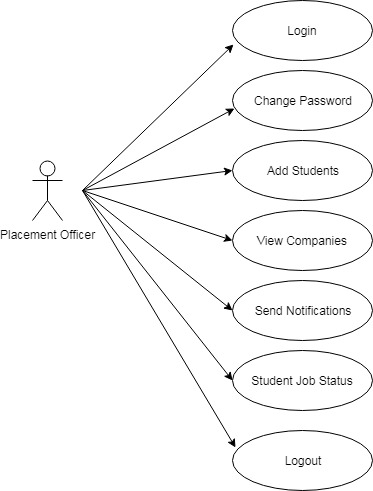 Login
Change Password
Add Students
Placement Officer
View Companies
Send Notifications
Student Job Status
Logout